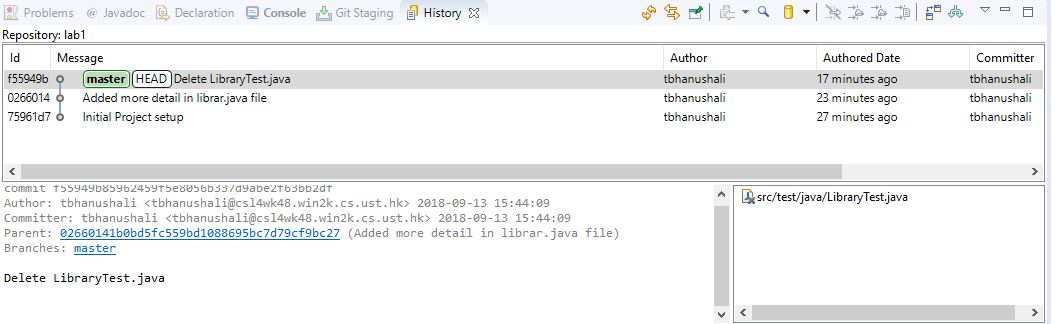 Problems @ Javadoc Declaration Console Git Staging History
Repository: lab1
Id Message Author Authored Date Committer
f55949b master HEAD Delete LibraryTest.java tbhanushali 17 minutes ago tbhanushali
0266014 Added more detail in librar.java file tbhanushali 23 minutes ago tbhanushali
75961d7 Initial Project setup tbhanushali 27 minutes ago tbhanushali
commit f55949b85962459f5e8056b337d9abe2f63bb2df
Author: tbhanushali <tbhanushali@csl4wk48.win2k.cs.ust.hk> 2018-09-13 15:44:09
Committer: tbhanushali <tbhanushali@csl4wk48.win2k.cs.ust.hk> 2018-09-13 15:44:09
Parent: 02660141b0bd5fc559bd1088695bc7d79cf9bc27 (Added more detail in librar.java file)
Branches: master
Delete LibraryTest.java
src/test/java/LibraryTest.java